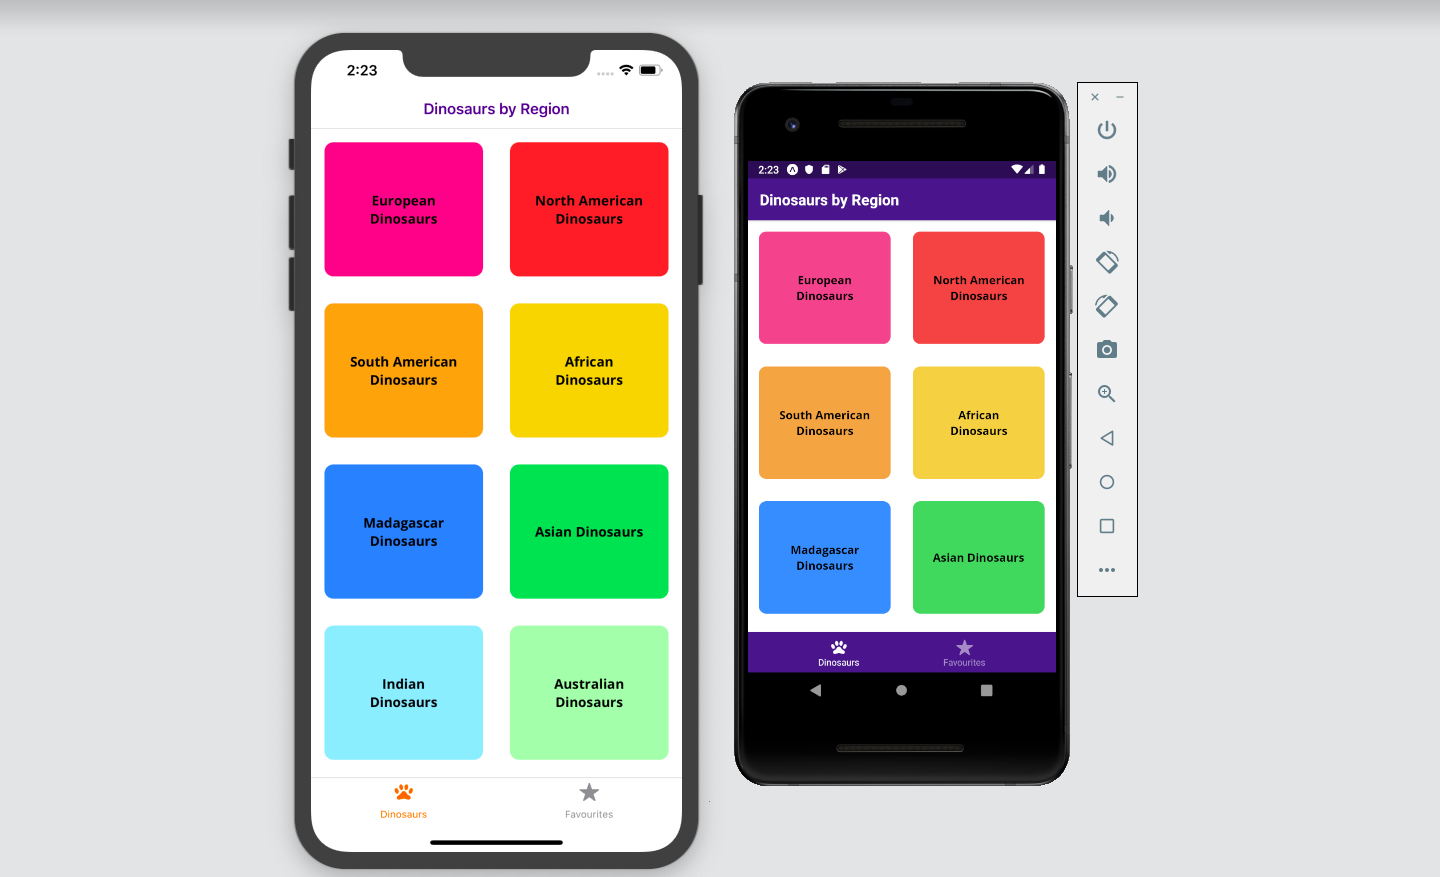 2:23
Dinosaurs by Region
European
Dinosaurs
North American
Dinosaurs
South American
Dinosaurs
African
Dinosaurs
Madagascar
Dinosaurs
Asian Dinosaurs
Indian
Dinosaurs
Australian
Dinosaurs
Dinosaurs
Favourites
2:23
Dinosaurs by Region
European
Dinosaurs
North American
Dinosaurs
South American
Dinosaurs
African
Dinosaurs
Madagascar
Dinosaurs
Asian Dinosaurs
Dinosaurs
Favourites